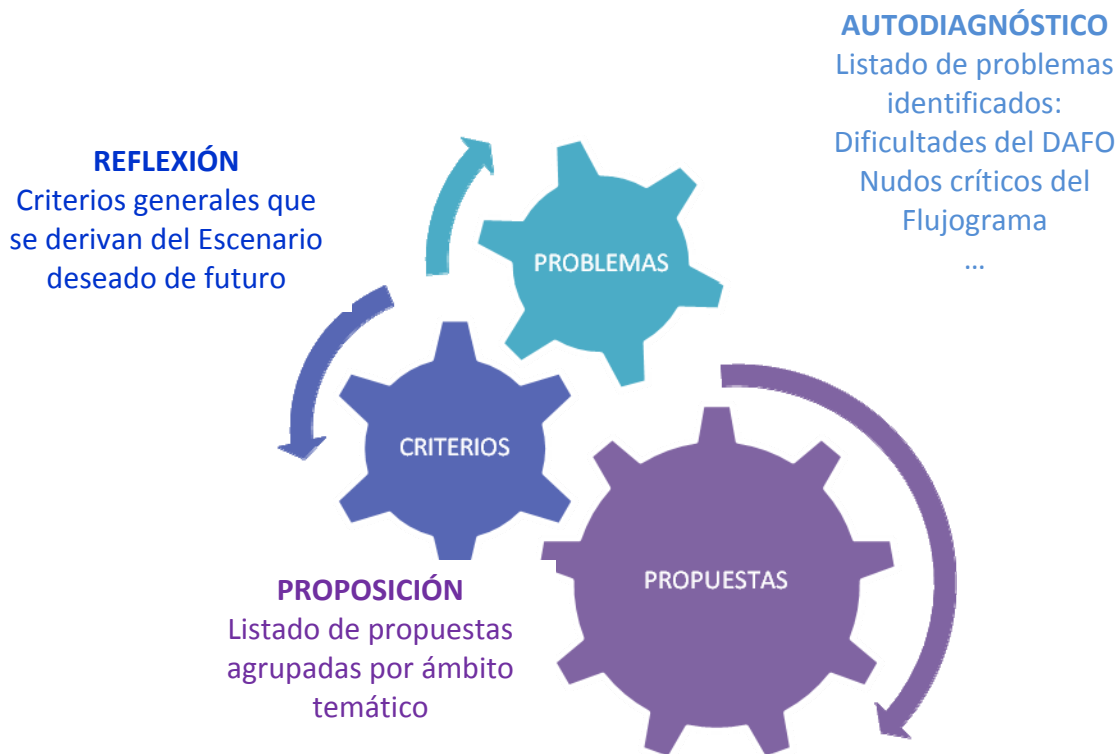 AUTODIAGNÓSTICO
Listado de problemas
identificados:
Dificultades del DAFO
Nudos críticos del
Flujograma
...
REFLEXIÓN
Criterios generales que
se derivan del Escenario
deseado de futuro
PROBLEMAS
CRITERIOS
PROPUESTAS
PROPOSICIÓN
Listado de propuestas
agrupadas por ámbito
temático